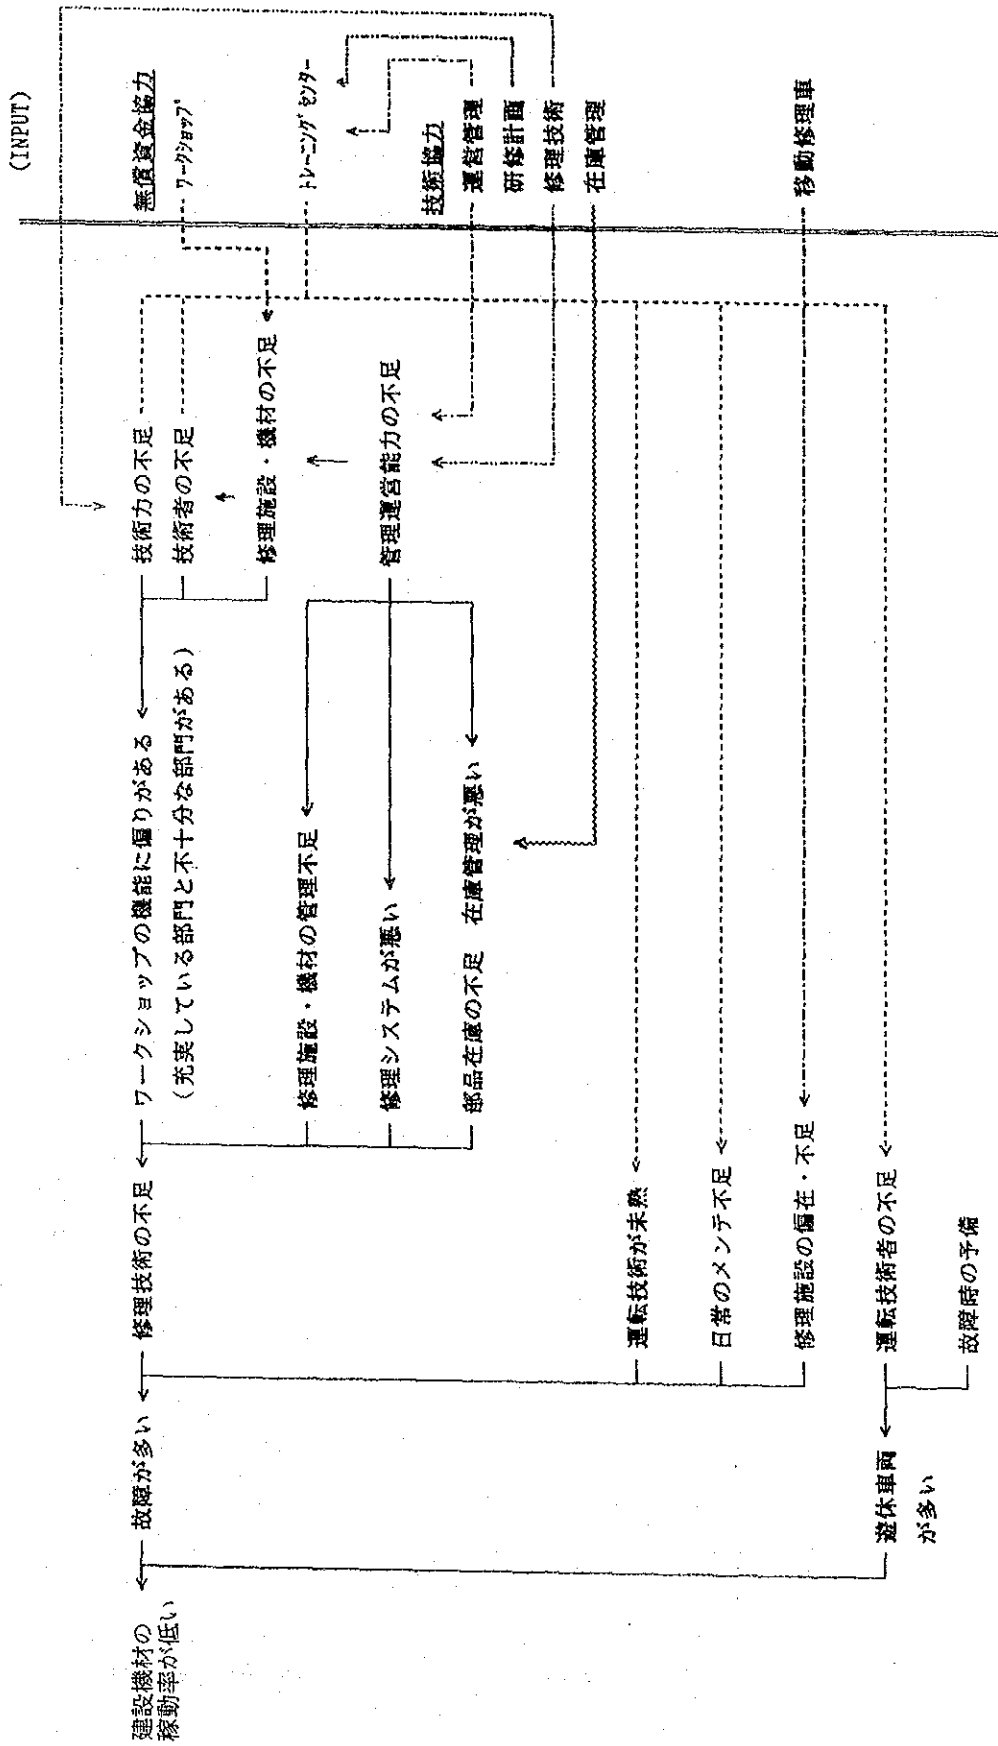 (INPUT)
建設機材の
稼動率が低い
故障が多い
修理技術の不足
ワークショップの機能に偏りがある
(充実している部門と不十分な部門がある)
技術力の不足
技術者の不足
修理施設・機材の不足
無償資金協力
ワークショップ
修理施設・機材の管理不足
トレーニングセンター
修理システムが悪い
管理運営能力の不足
技術協力
部品在庫の不足 在庫管理が悪い
運営管理
研修計画
修理技術
在庫管理
運転技術が未熟
日常のメンテ不足
修理施設の偏在・不足
移動修理車
遊休車両
が多い
運転技術者の不足
故障時の予備